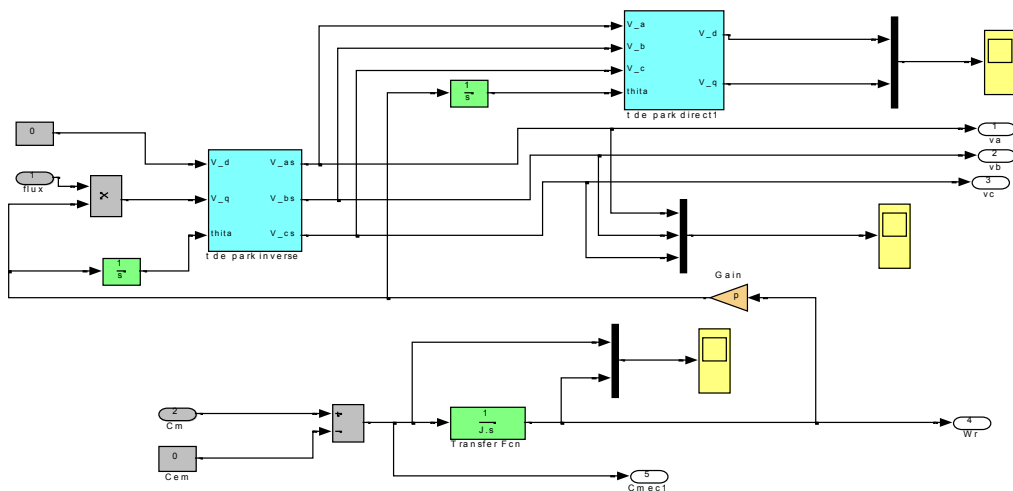 V_a
V_b
V_c
thita
V_d
V_q
t de park direct1
1
s
0
V_d
V_q
thita
V_as
V_bs
V_cs
t de park inverse
1
flux
×
1
s
1
va
2
vb
3
vc
Gain
p
2
Cm
0
Cem
+
-
1
J.s
Transfer Fcn
4
Wr
5
Cmec1